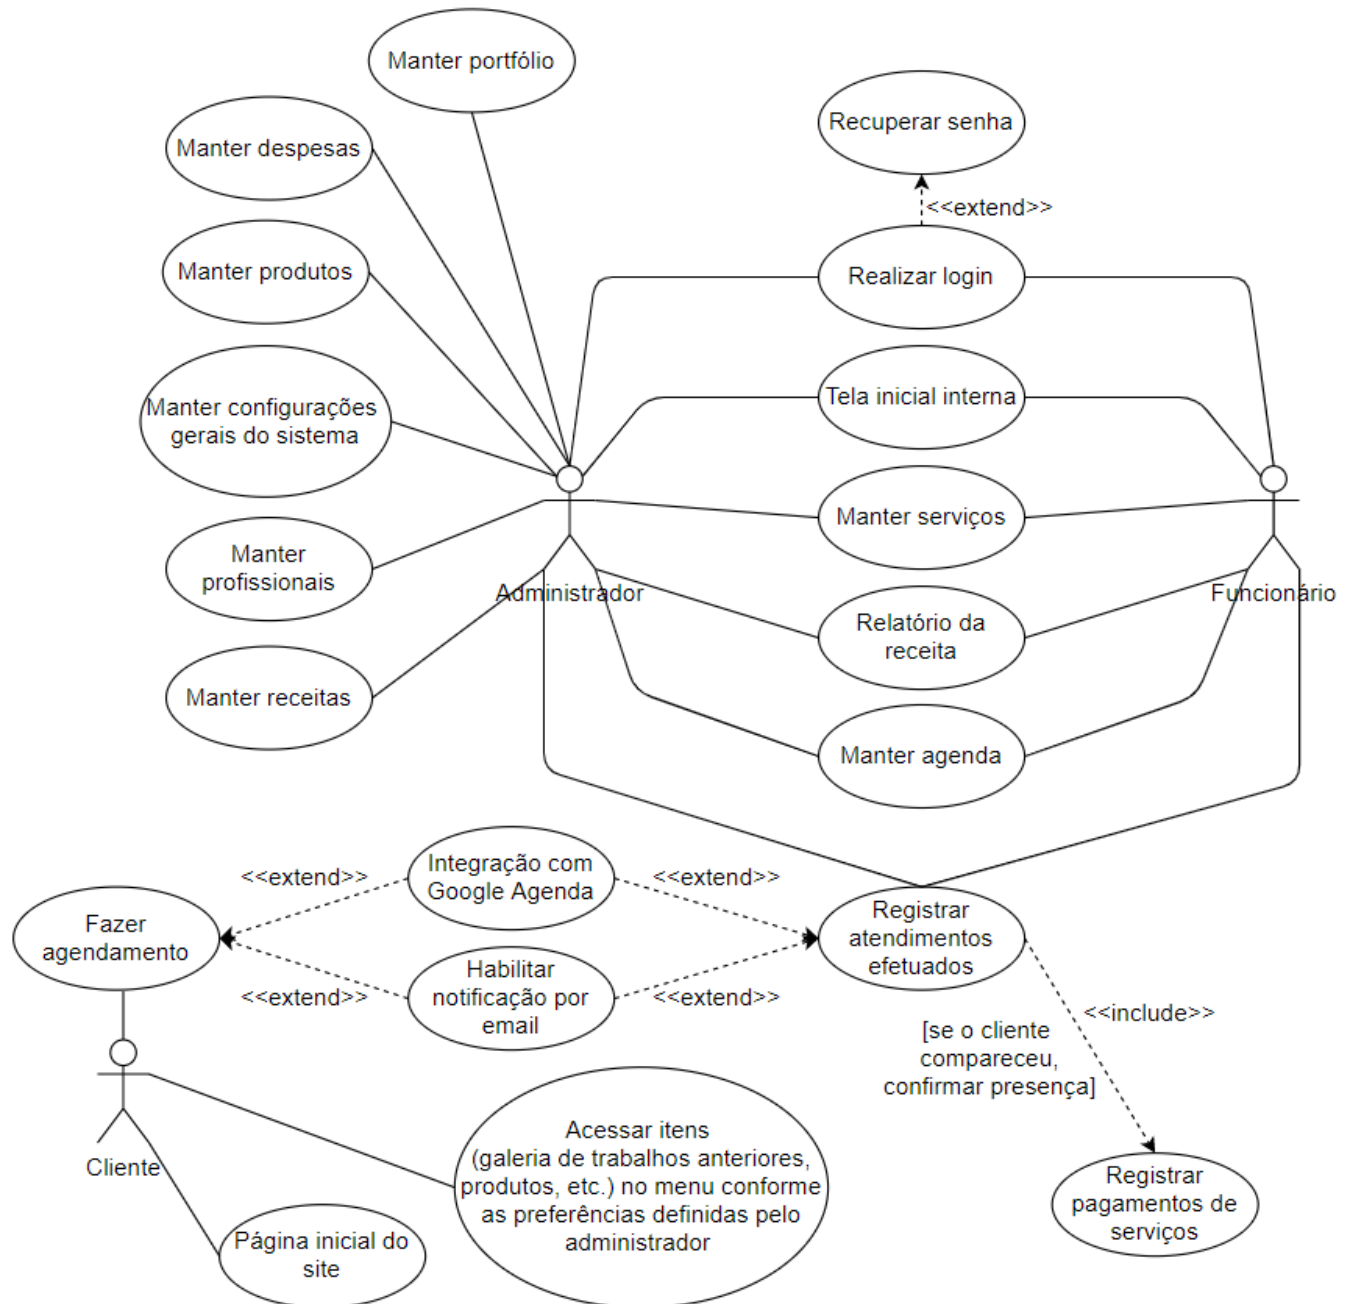 Manter portfólio
Recuperar senha
Manter despesas
<<extend>>
Manter produtos
Realizar login
Manter configurações
gerais do sistema
Tela inicial interna
Manter serviços
Manter
profissionais
Administrador
Funcionário
Relatório da
receita
Manter receitas
Manter agenda
Integração com
Google Agenda
<<extend>>
<<extend>>
Fazer
agendamento
Registrar
atendimentos
efetuados
Habilitar
notificação por
email
<<extend>>
<<extend>>
<<include>>
[se o cliente
compareceu,
confirmar presença]
Cliente
Acessar itens
(galeria de trabalhos anteriores,
produtos, etc.) no menu conforme
as preferências definidas pelo
administrador
Registrar
pagamentos de
serviços
Página inicial do
site